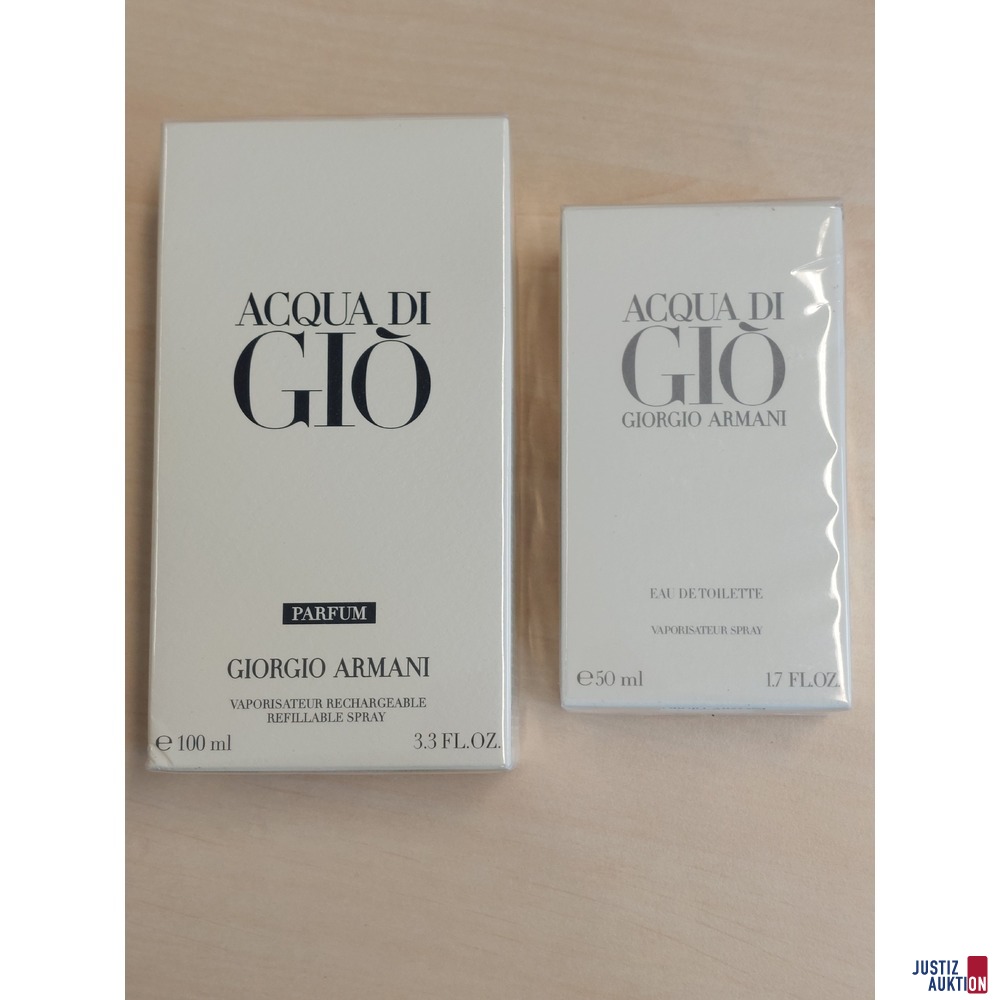 ACQUA DI
GIÒ
PARFUM
GIORGIO ARMANI
VAPORISATEUR RECHARGEABLE
REFILLABLE SPRAY
℮ 100 ml 3.3 FL.OZ.
ACQUA DI
GIÒ
GIORGIO ARMANI
EAU DE TOILETTE
VAPORISATEUR SPRAY
℮50 ml 1.7 FL.OZ.
JUSTIZ
AUKTION